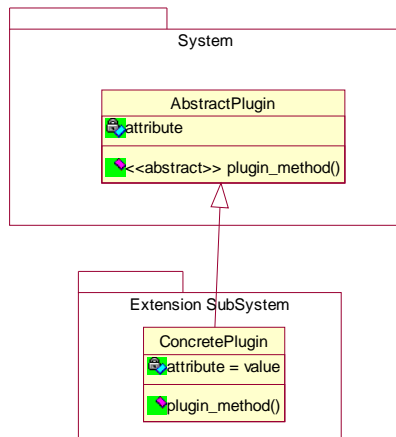 System
AbstractPlugin
attribute
<<abstract>> plugin_method()
Extension SubSystem
ConcretePlugin
attribute = value
plugin_method()